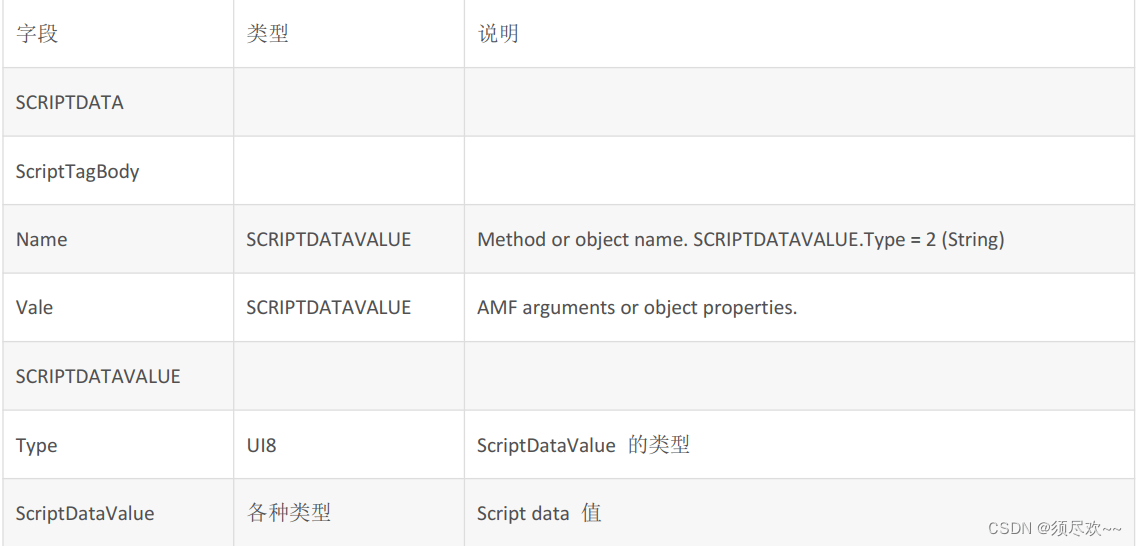 字段 类型 说明
SCRIPTDATA
ScriptTagBody
Name SCRIPTDATAVALUE Method or object name. SCRIPTDATAVALUE.Type = 2 (String)
Vale SCRIPTDATAVALUE AMF arguments or object properties.
SCRIPTDATAVALUE
Type UI8 ScriptDataValue 的类型
ScriptDataValue 各种类型 Script data 值
CSDN @须尽欢~~